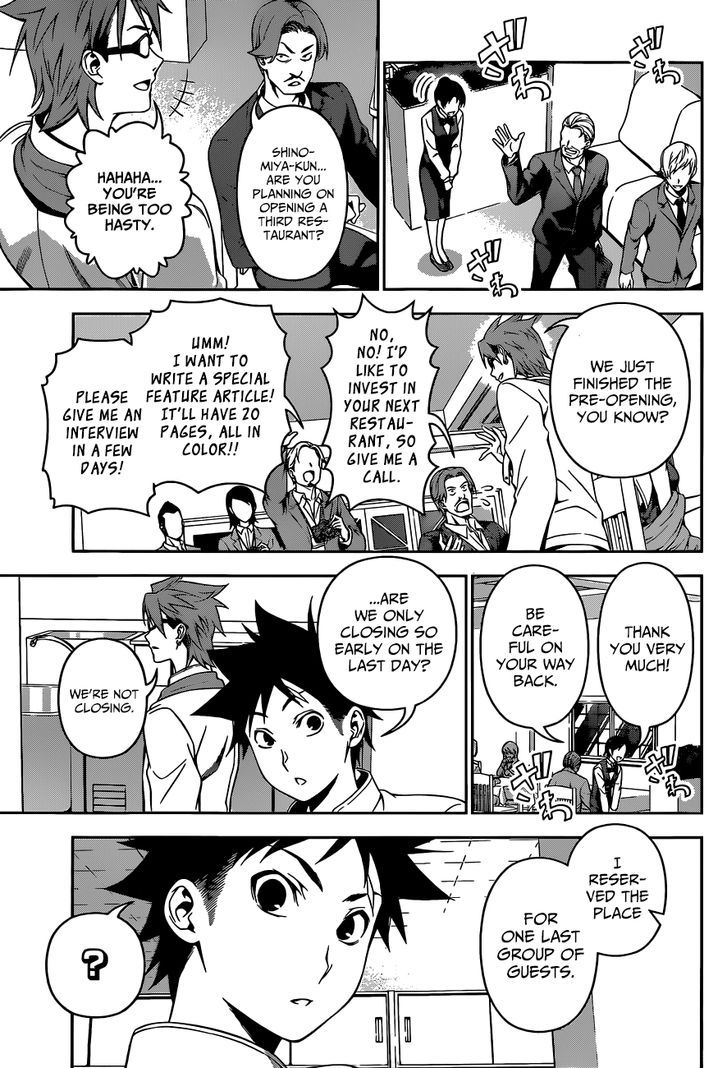 ざわ
ざわ
ざわ
SHINO-
MIYA-KUN...
ARE YOU
PLANNING ON
OPENING A
THIRD RES-
TAURANT?
HAHAHA...
YOU'RE
BEING TOO
HASTY.
WE JUST
FINISHED THE
PRE-OPENING,
YOU KNOW?
NO,
NO! I'D
LIKE TO
INVEST IN
YOUR NEXT
RESTAU-
RANT, SO
GIVE ME A
CALL.
UMM!
I WANT TO
WRITE A SPECIAL
FEATURE ARTICLE!
IT'LL HAVE 20
PAGES, ALL IN
COLOR!!
PLEASE
GIVE ME AN
INTERVIEW
IN A FEW
DAYS!
THANK
YOU VERY
MUCH!
BE
CARE-
FUL ON
YOUR WAY
BACK.
ざわ
ざわ
...ARE
WE ONLY
CLOSING SO
EARLY ON THE
LAST DAY?
WE'RE NOT
CLOSING.
I
RESER-
VED THE
PLACE
FOR
ONE LAST
GROUP OF
GUESTS.
?